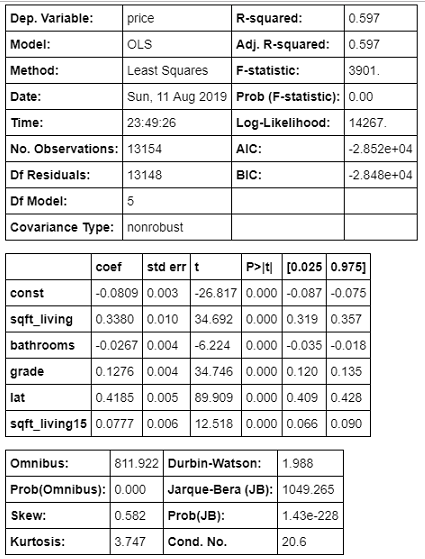 Dep. Variable: price R-squared: 0.597
Model: OLS Adj. R-squared: 0.597
Method: Least Squares F-statistic: 3901.
Date: Sun, 11 Aug 2019 Prob (F-statistic): 0.00
Time: 23:49:26 Log-Likelihood: 14267.
No. Observations: 13154 AIC: -2.852e+04
Df Residuals: 13148 BIC: -2.848e+04
Df Model: 5
Covariance Type: nonrobust
coef std err t P>|t| [0.025 0.975]
const -0.0809 0.003 -26.817 0.000 -0.087 -0.075
sqft_living 0.3380 0.010 34.692 0.000 0.319 0.357
bathrooms -0.0267 0.004 -6.224 0.000 -0.035 -0.018
grade 0.1276 0.004 34.746 0.000 0.120 0.135
lat 0.4185 0.005 89.909 0.000 0.409 0.428
sqft_living15 0.0777 0.006 12.518 0.000 0.066 0.090
Omnibus: 811.922 Durbin-Watson: 1.988
Prob(Omnibus): 0.000 Jarque-Bera (JB): 1049.265
Skew: 0.582 Prob(JB): 1.43e-228
Kurtosis: 3.747 Cond. No. 20.6